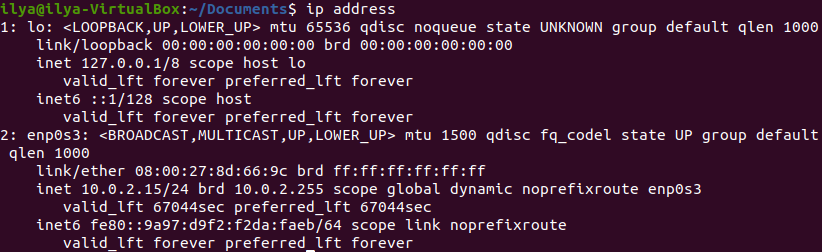 ilya@ilya-VirtualBox:~/Documents$ ip address
1: lo: <LOOPBACK,UP,LOWER_UP> mtu 65536 qdisc noqueue state UNKNOWN group default qlen 1000
    link/loopback 00:00:00:00:00:00 brd 00:00:00:00:00:00
    inet 127.0.0.1/8 scope host lo
       valid_lft forever preferred_lft forever
    inet6 ::1/128 scope host
       valid_lft forever preferred_lft forever
2: enp0s3: <BROADCAST,MULTICAST,UP,LOWER_UP> mtu 1500 qdisc fq_codel state UP group default
 qlen 1000
    link/ether 08:00:27:8d:66:9c brd ff:ff:ff:ff:ff:ff
    inet 10.0.2.15/24 brd 10.0.2.255 scope global dynamic noprefixroute enp0s3
       valid_lft 67044sec preferred_lft 67044sec
    inet6 fe80::9a97:d9f2:f2da:faeb/64 scope link noprefixroute
       valid_lft forever preferred_lft forever